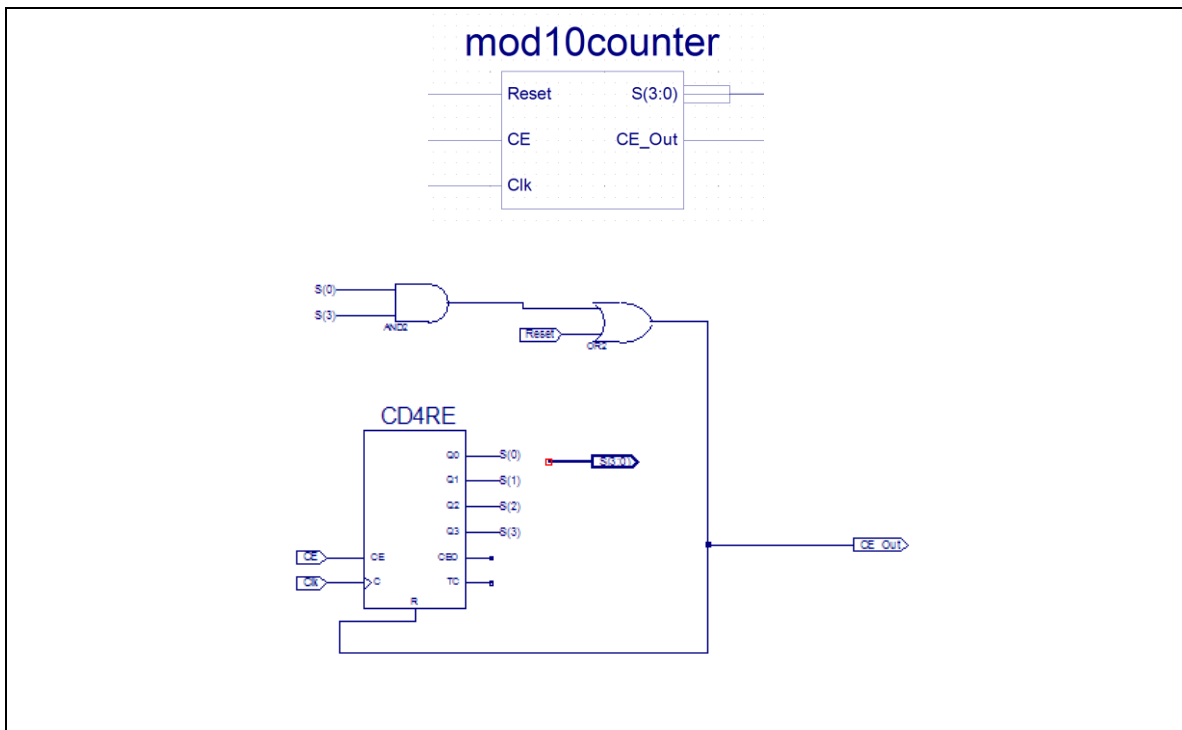 mod10counter
Reset S(3:0)
CE CE_Out
Clk
S(0)
S(3)
AND2
Reset
OR2
CD4RE
Q0 S(0)
S(3:0)
Q1 S(1)
Q2 S(2)
Q3 S(3)
CE CE CEO
CE_Out
Clk C TC
R